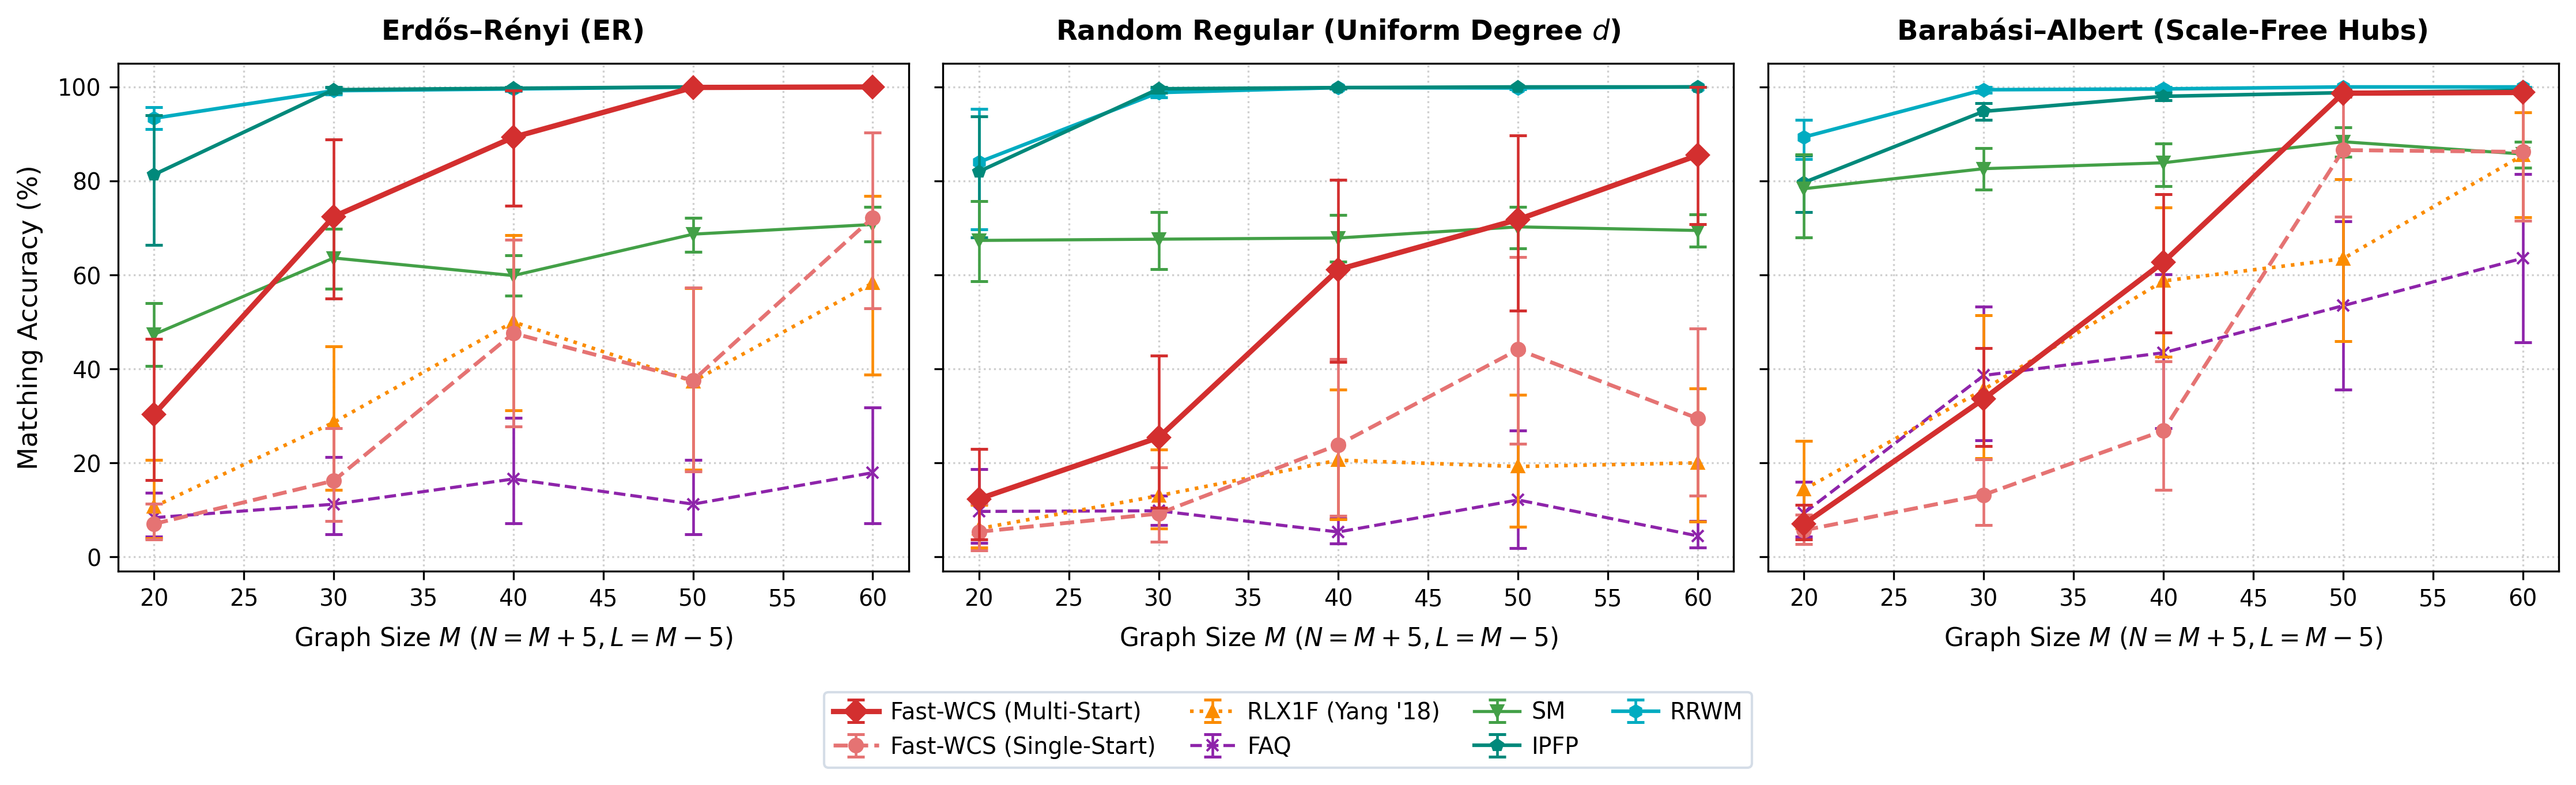 Erdős–Rényi (ER)
Random Regular (Uniform Degree d)
Barabási–Albert (Scale-Free Hubs)
Matching Accuracy (%)
100
80
60
40
20
0
20 25 30 35 40 45 50 55 60
20 25 30 35 40 45 50 55 60
20 25 30 35 40 45 50 55 60
Graph Size M (N = M + 5, L = M − 5)
Graph Size M (N = M + 5, L = M − 5)
Graph Size M (N = M + 5, L = M − 5)
Fast-WCS (Multi-Start)
Fast-WCS (Single-Start)
RLX1F (Yang '18)
FAQ
SM
IPFP
RRWM